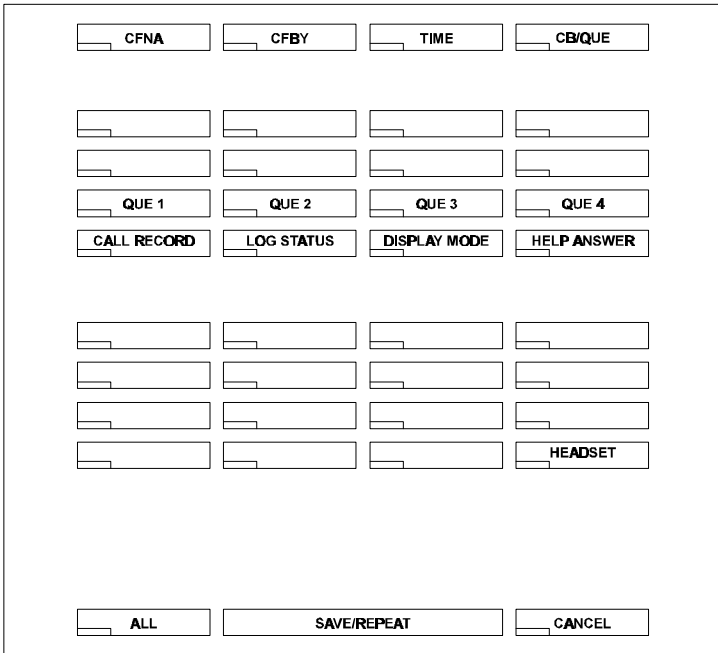 CFNA CFBY TIME CB/QUE
QUE 1 QUE 2 QUE 3 QUE 4
CALL RECORD LOG STATUS DISPLAY MODE HELP ANSWER
HEADSET
ALL SAVE/REPEAT CANCEL